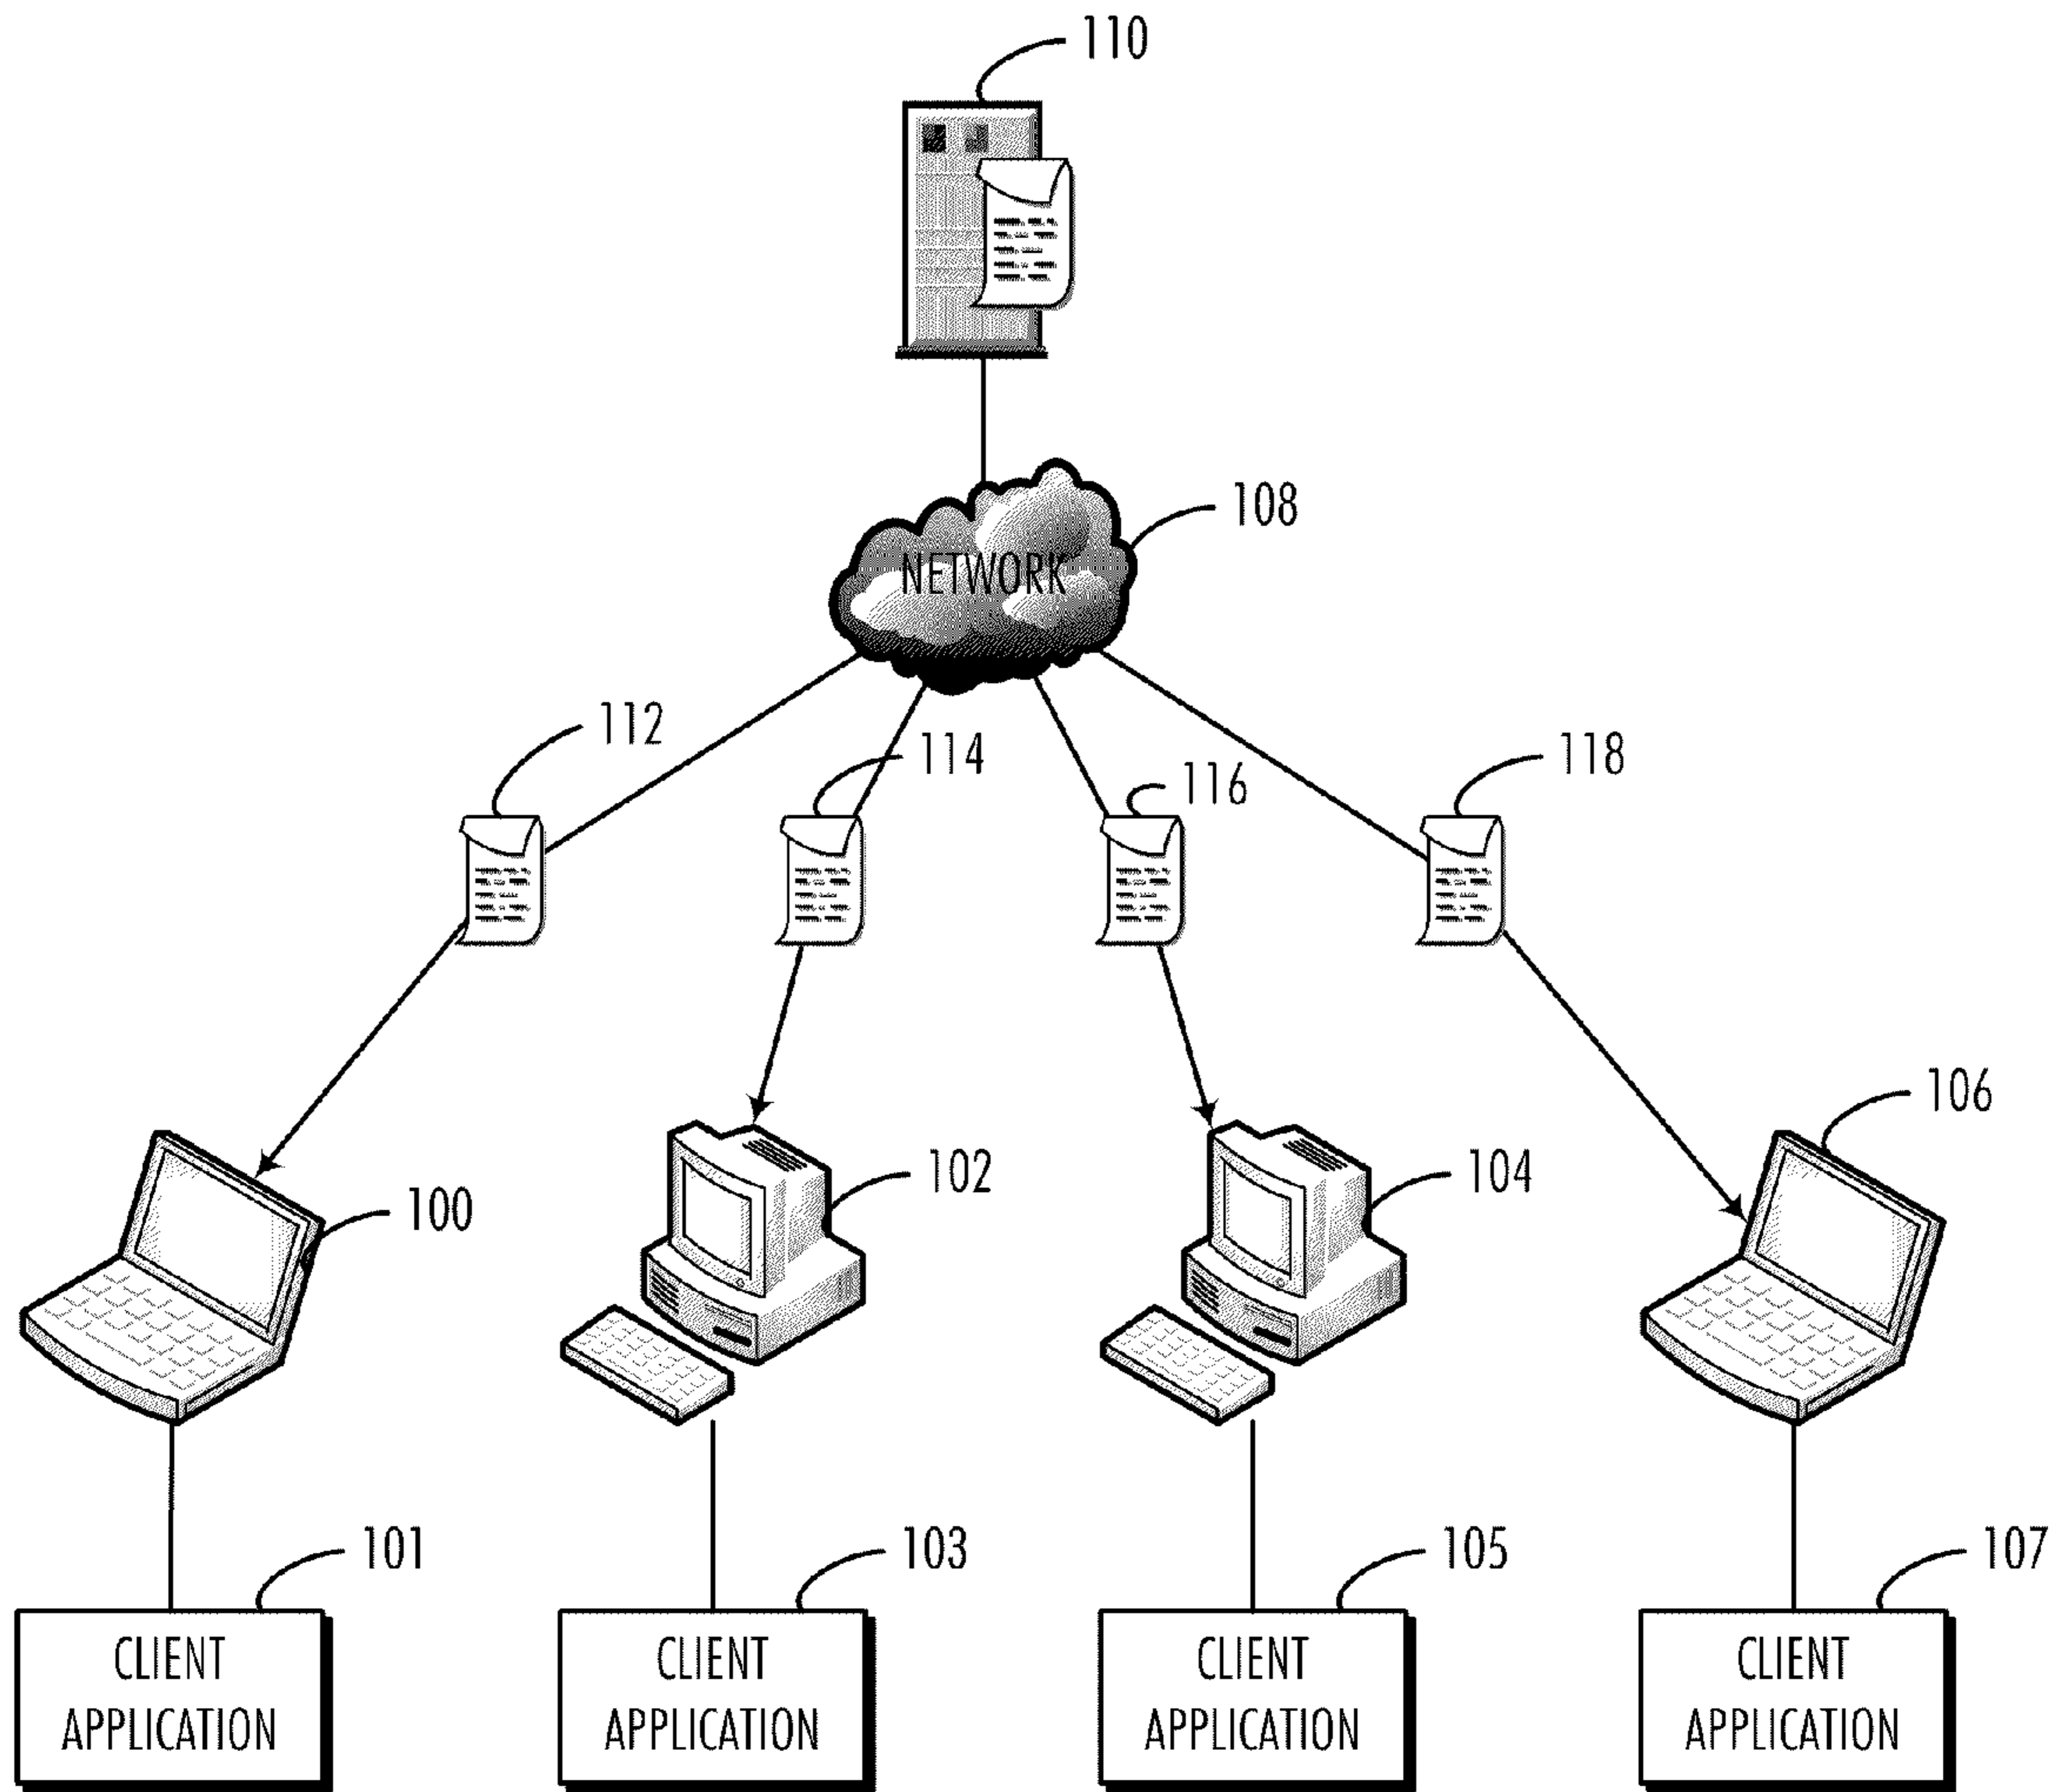 110
108
NETWORK
112
114
116
118
106
102
104
100
101
103
105
107
CLIENT
APPLICATION
CLIENT
APPLICATION
CLIENT
APPLICATION
CLIENT
APPLICATION